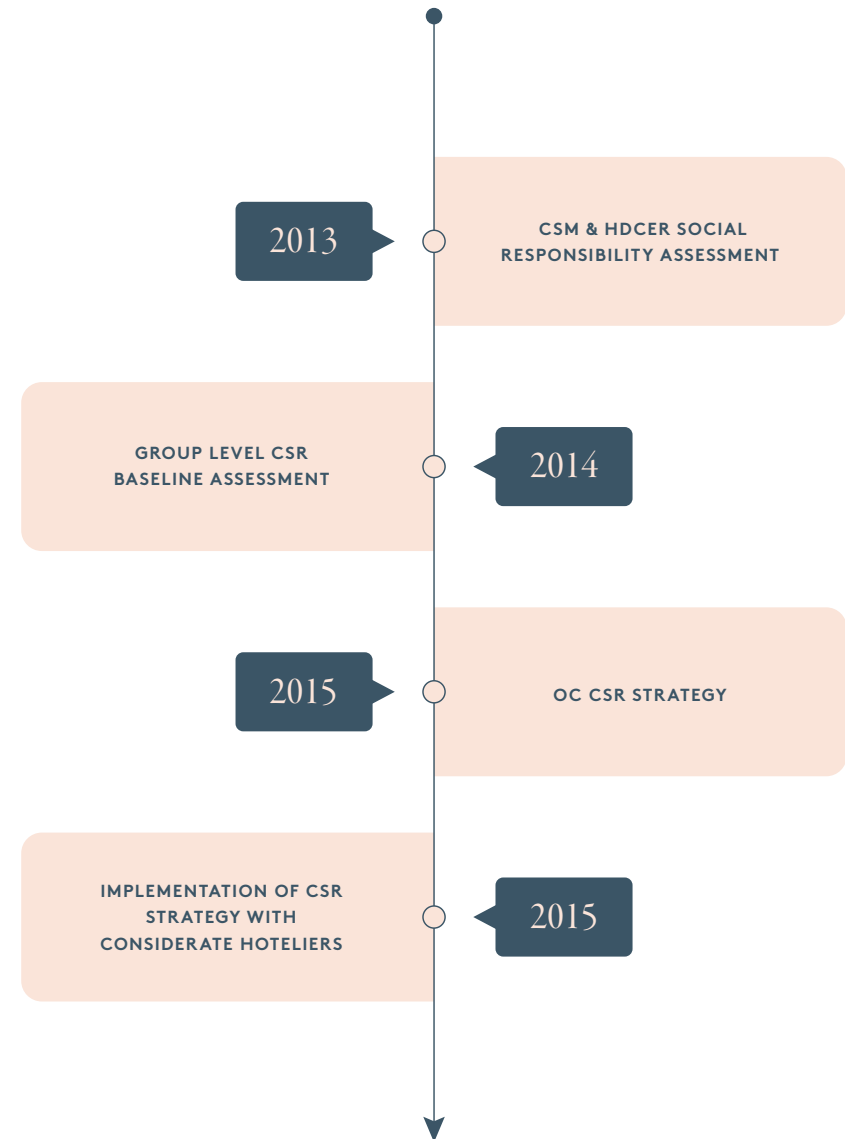 2013
CSM & HDCER SOCIAL
RESPONSIBILITY ASSESSMENT
GROUP LEVEL CSR
BASELINE ASSESSMENT
2014
2015
OC CSR STRATEGY
IMPLEMENTATION OF CSR
STRATEGY WITH
CONSIDERATE HOTELIERS
2015